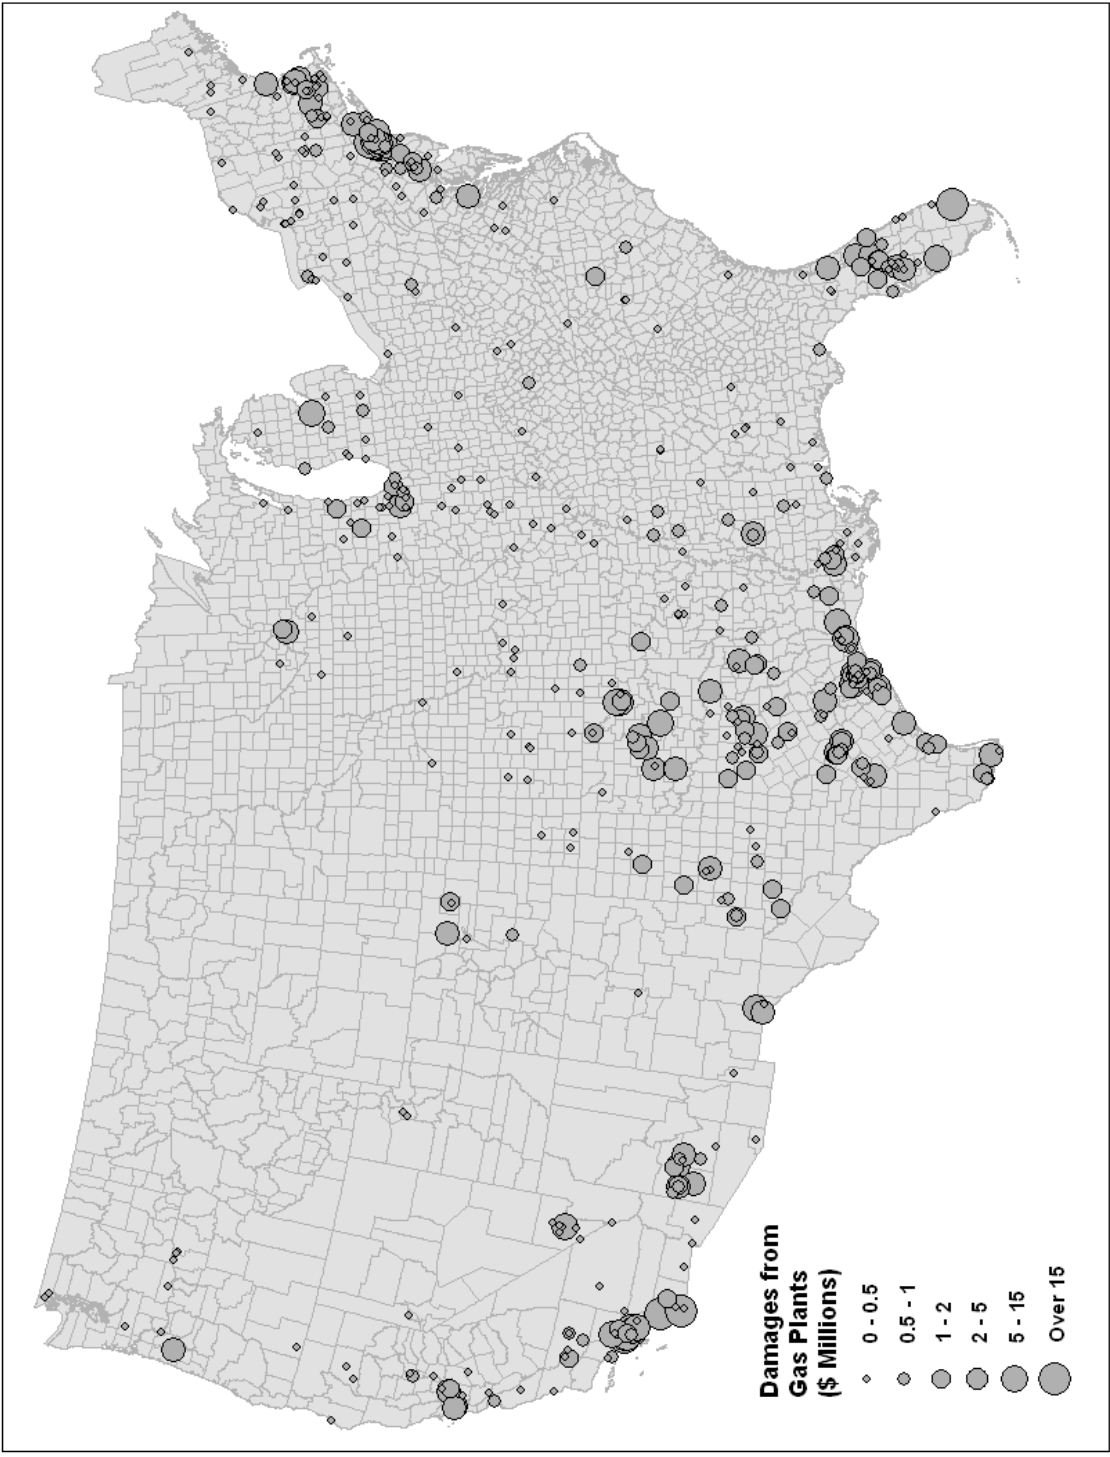 Damages from
Gas Plants
($ Millions)
0 - 0.5
0.5 - 1
1 - 2
2 - 5
5 - 15
Over 15